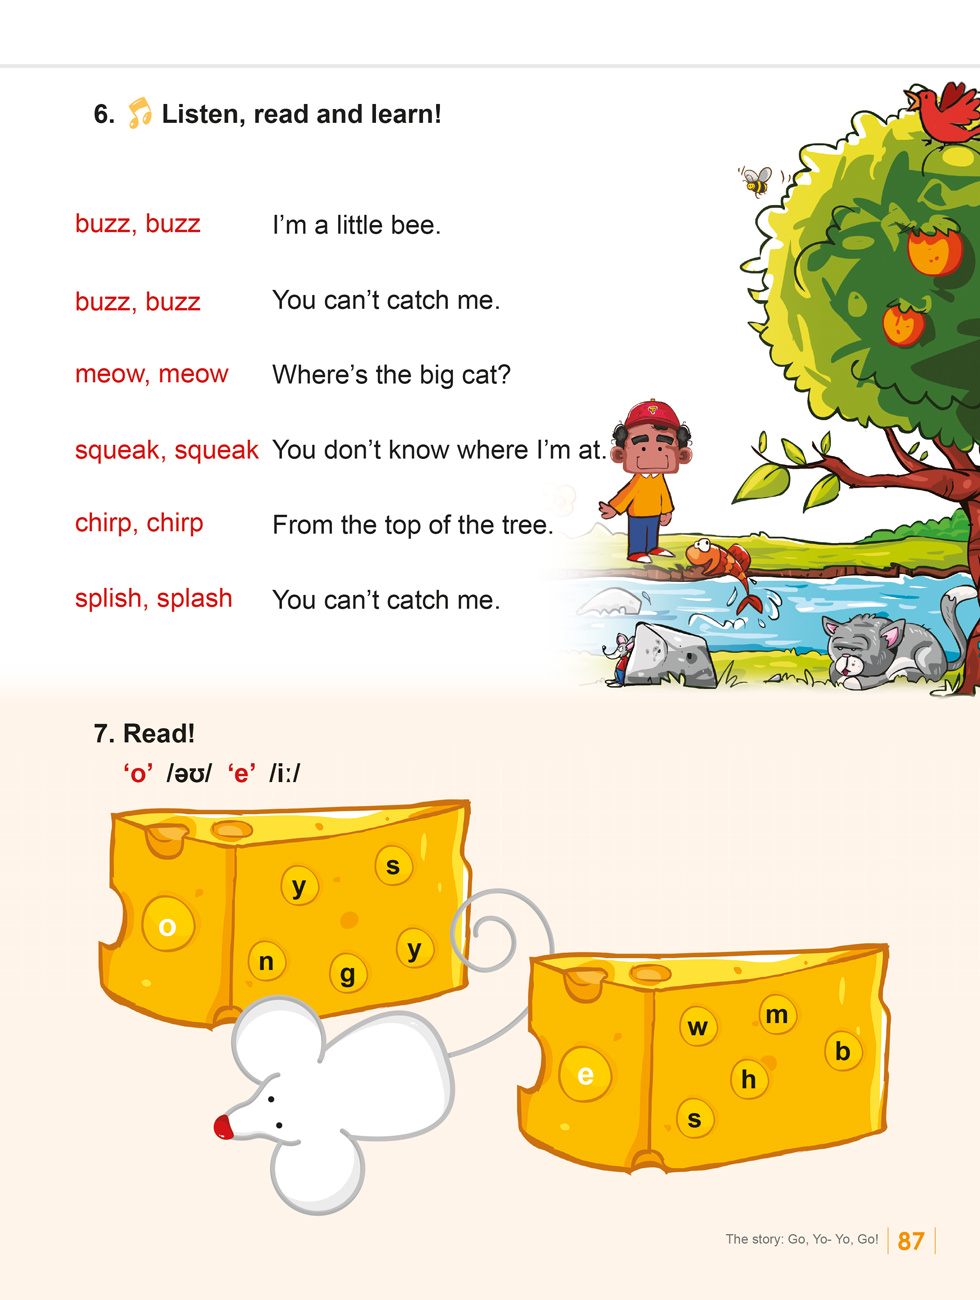 6. Listen, read and learn!
buzz, buzz I’m a little bee.
buzz, buzz You can’t catch me.
meow, meow Where’s the big cat?
squeak, squeak You don’t know where I’m at.
chirp, chirp From the top of the tree.
splish, splash You can’t catch me.
7. Read!
‘o’ /əʊ/ ‘e’ /iː/
o
y
s
n
g
y
e
w
m
b
h
s
The story: Go, Yo- Yo, Go! 87